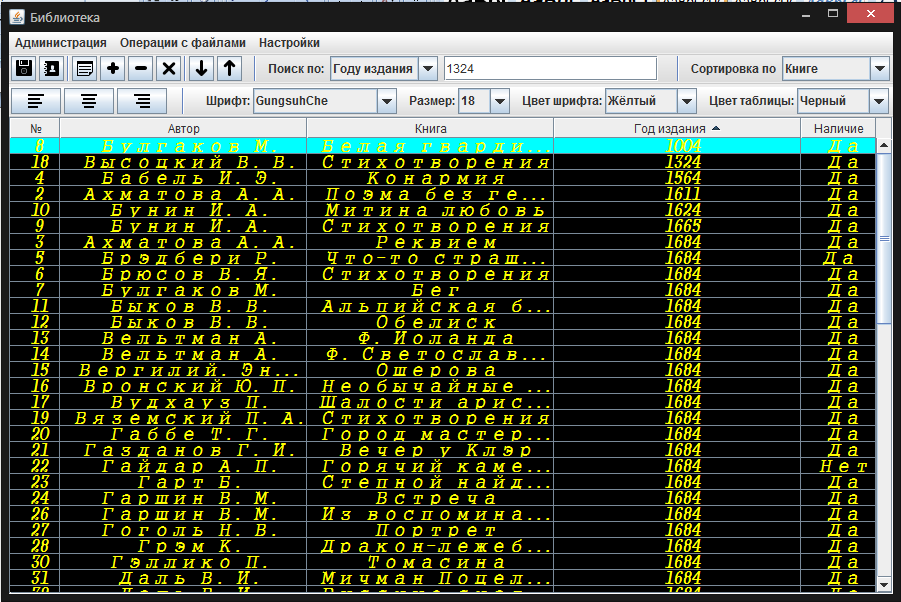 Библиотека
Администрация Операции с файлами Настройки
Поиск по: Году издания 1324 Сортировка по Книге
Шрифт: GungsuhChe Размер: 18 Цвет шрифта: Жёлтый Цвет таблицы: Черный
№ Автор Книга Год издания Наличие
8 Булгаков М. Белая гварди... 1004 Да
18 Высоцкий В. В. Стихотворения 1324 Да
4 Бабель И. Э. Конармия 1564 Да
2 Ахматова А. А. Поэма без ге... 1611 Да
10 Бунин И. А. Митина любовь 1624 Да
9 Бунин И. А. Стихотворения 1665 Да
3 Ахматова А. А. Реквием 1684 Да
5 Брэдбери Р. Что-то страш... 1684 Да
6 Брюсов В. Я. Стихотворения 1684 Да
7 Булгаков М. Бег 1684 Да
11 Быков В. В. Альпийская б... 1684 Да
12 Быков В. В. Обелиск 1684 Да
13 Вельтман А. Ф. Иоланда 1684 Да
14 Вельтман А. Ф. Светослав... 1684 Да
15 Вергилий. Эн... Ошерова 1684 Да
16 Вронский Ю. П. Необычайные ... 1684 Да
17 Вудхауз П. Шалости арис... 1684 Да
19 Вяземский П. А. Стихотворения 1684 Да
20 Габбе Т. Г. Город мастер... 1684 Да
21 Газданов Г. И. Вечер у Клэр 1684 Да
22 Гайдар А. П. Горячий каме... 1684 Нет
23 Гарт Б. Степной найд... 1684 Да
24 Гаршин В. М. Встреча 1684 Да
26 Гаршин В. М. Из воспомина... 1684 Да
27 Гоголь Н. В. Портрет 1684 Да
28 Грэм К. Дракон-лежеб... 1684 Да
30 Гэллико П. Томасина 1684 Да
31 Даль В. И. Мичман Поцел... 1684 Да